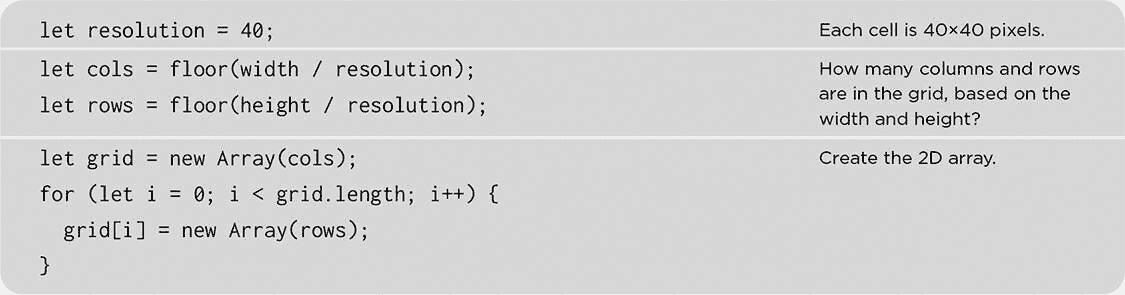 let resolution = 40;
Each cell is 40×40 pixels.
let cols = floor(width / resolution);
let rows = floor(height / resolution);
How many columns and rows
are in the grid, based on the
width and height?
let grid = new Array(cols);
for (let i = 0; i < grid.length; i++) {
  grid[i] = new Array(rows);
}
Create the 2D array.